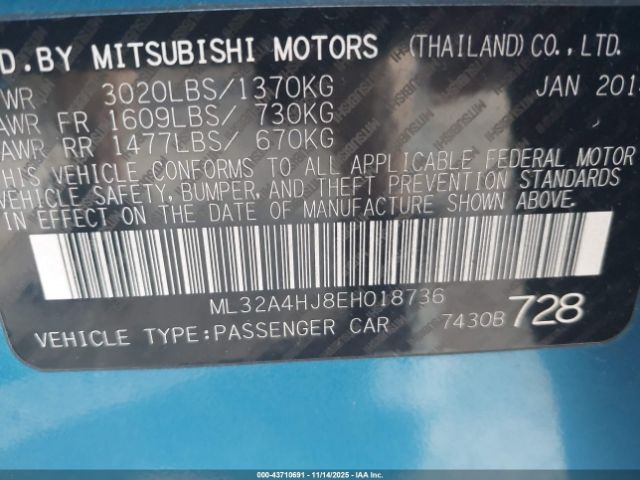 D. BY MITSUBISHI MOTORS (THAILAND) CO., LTD.
WR 3020LBS/1370KG JAN 201
AWR FR 1609LBS/ 730KG
AWR RR 1477LBS/ 670KG
HIS VEHICLE CONFORMS TO ALL APPLICABLE FEDERAL MOTOR
VEHICLE SAFETY, BUMPER, AND THEFT PREVENTION STANDARDS
IN EFFECT ON THE DATE OF MANUFACTURE SHOWN ABOVE.
ML32A4HJ8EH018736
VEHICLE TYPE:PASSENGER CAR 7430B 728
000-43710691 - 11/14/2025 - IAAI.COM